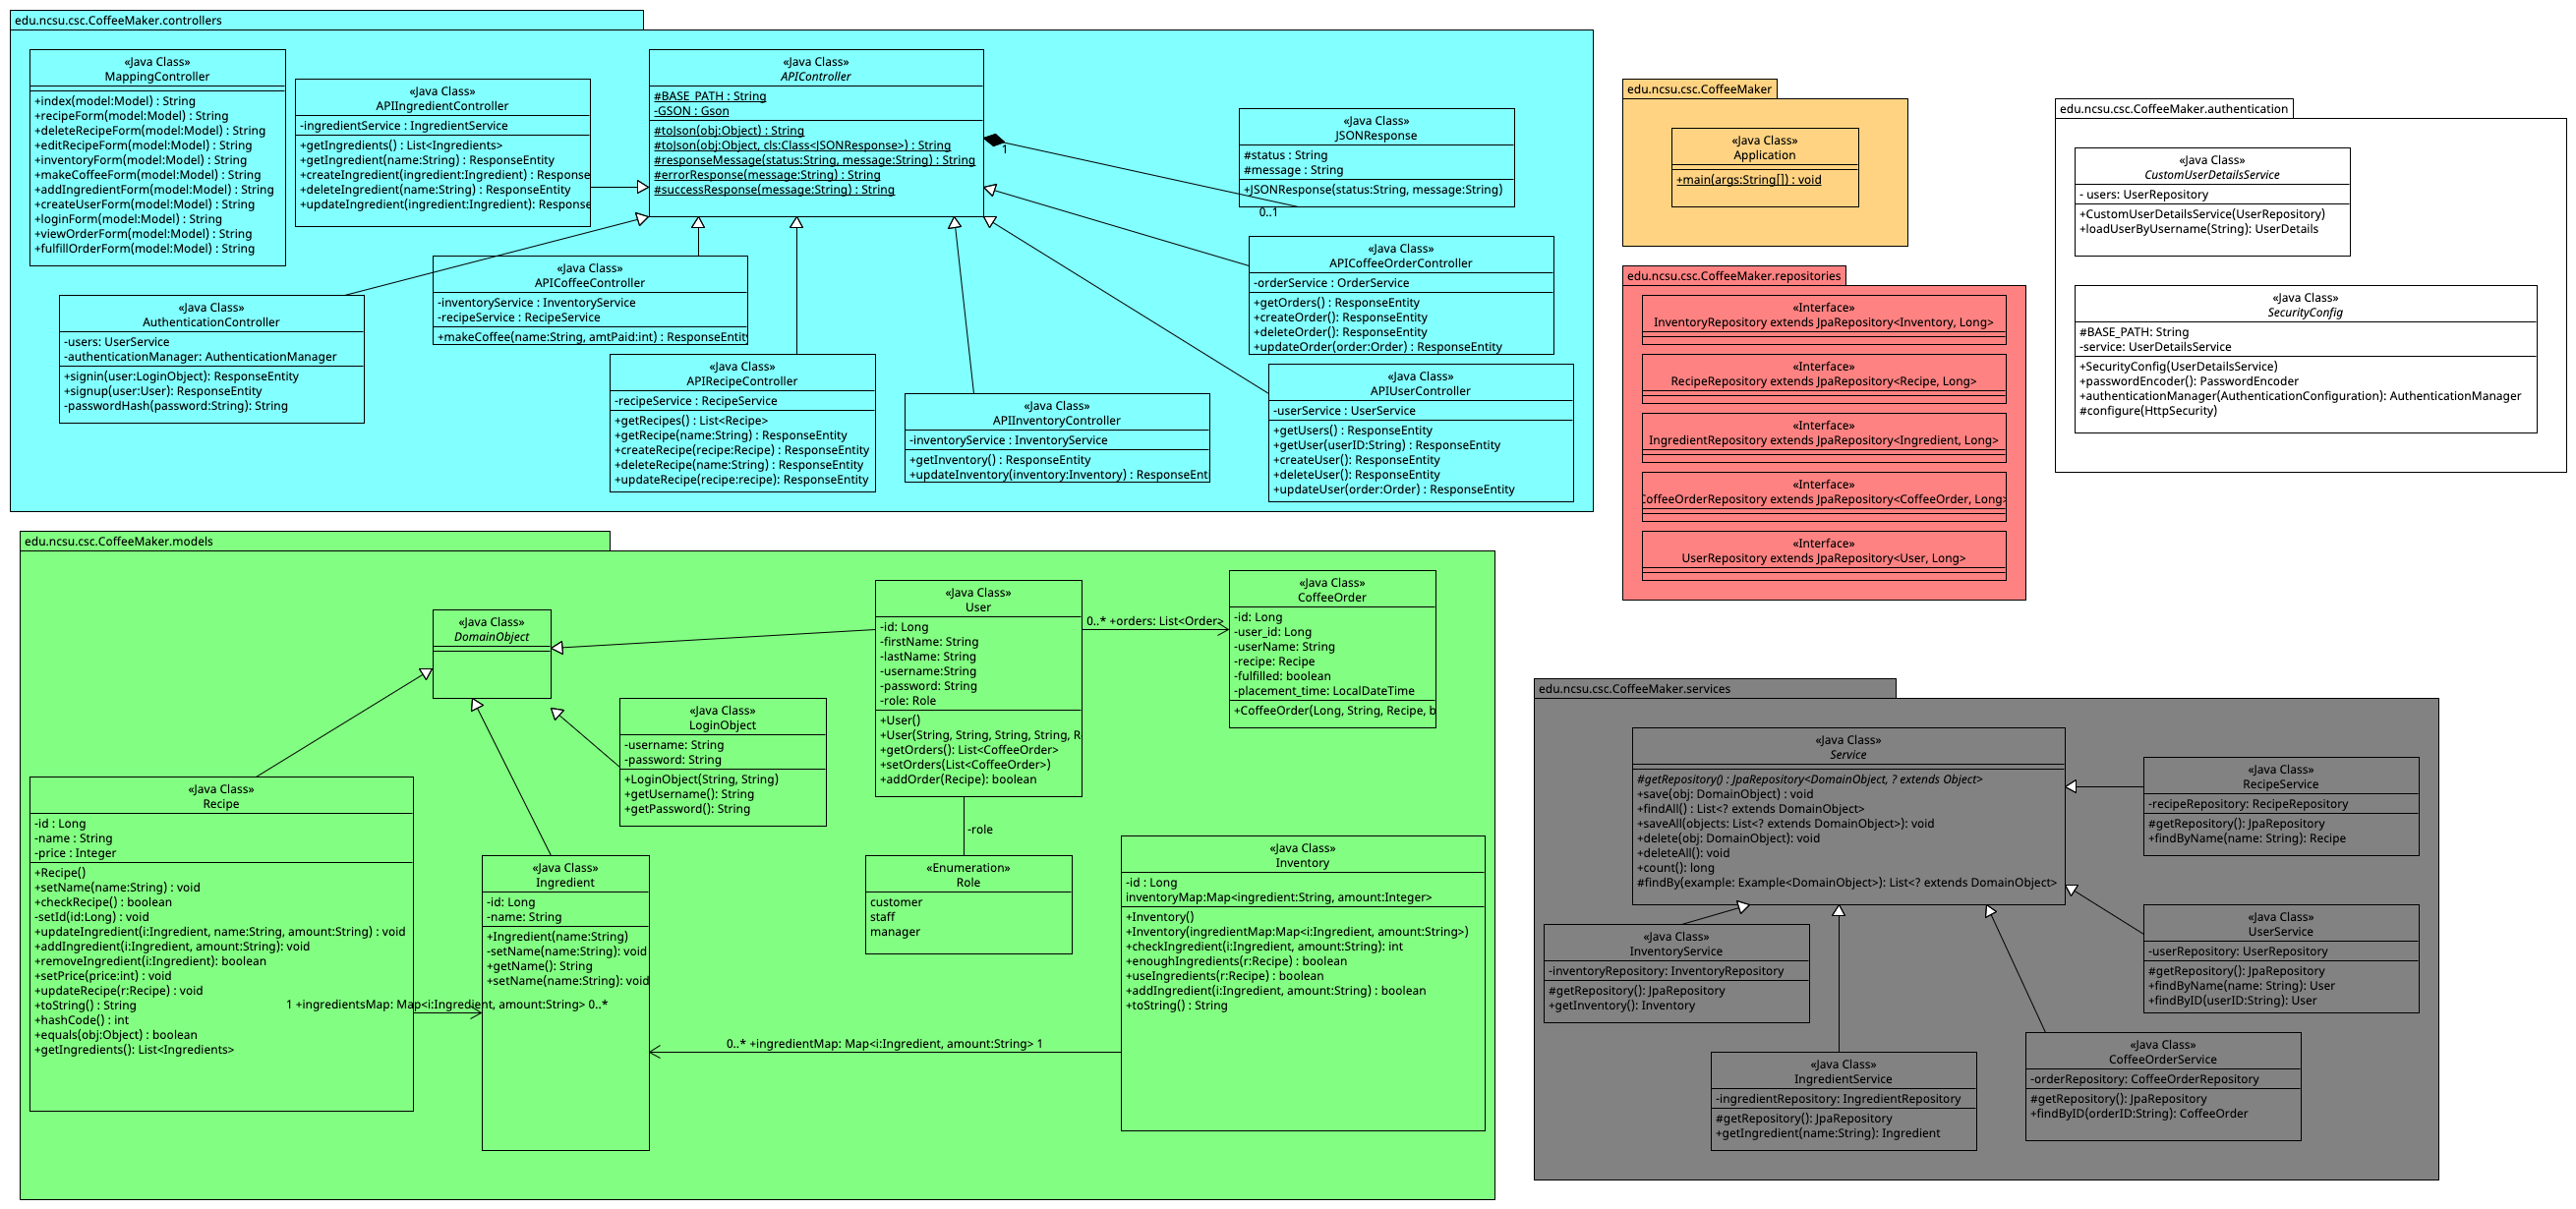 edu.ncsu.csc.CoffeeMaker.controllers
«Java Class»
MappingController
+index(model:Model) : String
+recipeForm(model:Model) : String
+deleteRecipeForm(model:Model) : String
+editRecipeForm(model:Model) : String
+inventoryForm(model:Model) : String
+makeCoffeeForm(model:Model) : String
+addIngredientForm(model:Model) : String
+createUserForm(model:Model) : String
+loginForm(model:Model) : String
+viewOrderForm(model:Model) : String
+fulfillOrderForm(model:Model) : String
«Java Class»
APIIngredientController
-ingredientService : IngredientService
+getIngredients() : List<Ingredients>
+getIngredient(name:String) : ResponseEntity
+createIngredient(ingredient:Ingredient) : Response
+deleteIngredient(name:String) : ResponseEntity
+updateIngredient(ingredient:Ingredient): Response
«Java Class»
APIController
#BASE_PATH : String
-GSON : Gson
#toJson(obj:Object) : String
#toJson(obj:Object, cls:Class<JSONResponse>) : String
#responseMessage(status:String, message:String) : String
#errorResponse(message:String) : String
#successResponse(message:String) : String
1
0..1
«Java Class»
JSONResponse
#status : String
#message : String
+JSONResponse(status:String, message:String)
«Java Class»
AuthenticationController
-users: UserService
-authenticationManager: AuthenticationManager
+signin(user:LoginObject): ResponseEntity
+signup(user:User): ResponseEntity
-passwordHash(password:String): String
«Java Class»
APICoffeeController
-inventoryService : InventoryService
-recipeService : RecipeService
+makeCoffee(name:String, amtPaid:int) : ResponseEntity
«Java Class»
APIRecipeController
-recipeService : RecipeService
+getRecipes() : List<Recipe>
+getRecipe(name:String) : ResponseEntity
+createRecipe(recipe:Recipe) : ResponseEntity
+deleteRecipe(name:String) : ResponseEntity
+updateRecipe(recipe:recipe): ResponseEntity
«Java Class»
APIInventoryController
-inventoryService : InventoryService
+getInventory() : ResponseEntity
+updateInventory(inventory:Inventory) : ResponseEnt
«Java Class»
APICoffeeOrderController
-orderService : OrderService
+getOrders() : ResponseEntity
+createOrder(): ResponseEntity
+deleteOrder(): ResponseEntity
+updateOrder(order:Order) : ResponseEntity
«Java Class»
APIUserController
-userService : UserService
+getUsers() : ResponseEntity
+getUser(userID:String) : ResponseEntity
+createUser(): ResponseEntity
+deleteUser(): ResponseEntity
+updateUser(order:Order) : ResponseEntity
edu.ncsu.csc.CoffeeMaker
«Java Class»
Application
+main(args:String[]) : void
edu.ncsu.csc.CoffeeMaker.repositories
«Interface»
InventoryRepository extends JpaRepository<Inventory, Long>
«Interface»
RecipeRepository extends JpaRepository<Recipe, Long>
«Interface»
IngredientRepository extends JpaRepository<Ingredient, Long>
«Interface»
CoffeeOrderRepository extends JpaRepository<CoffeeOrder, Long>
«Interface»
UserRepository extends JpaRepository<User, Long>
edu.ncsu.csc.CoffeeMaker.authentication
«Java Class»
CustomUserDetailsService
- users: UserRepository
+CustomUserDetailsService(UserRepository)
+loadUserByUsername(String): UserDetails
«Java Class»
SecurityConfig
#BASE_PATH: String
-service: UserDetailsService
+SecurityConfig(UserDetailsService)
+passwordEncoder(): PasswordEncoder
+authenticationManager(AuthenticationConfiguration): AuthenticationManager
#configure(HttpSecurity)
edu.ncsu.csc.CoffeeMaker.models
«Java Class»
DomainObject
«Java Class»
User
-id: Long
-firstName: String
-lastName: String
-username:String
-password: String
-role: Role
+User()
+User(String, String, String, String, R
+getOrders(): List<CoffeeOrder>
+setOrders(List<CoffeeOrder>)
+addOrder(Recipe): boolean
0..* +orders: List<Order>
«Java Class»
CoffeeOrder
-id: Long
-user_id: Long
-userName: String
-recipe: Recipe
-fulfilled: boolean
-placement_time: LocalDateTime
+CoffeeOrder(Long, String, Recipe, b
«Java Class»
LoginObject
-username: String
-password: String
+LoginObject(String, String)
+getUsername(): String
+getPassword(): String
«Java Class»
Recipe
-id : Long
-name : String
-price : Integer
+Recipe()
+setName(name:String) : void
+checkRecipe() : boolean
-setId(id:Long) : void
+updateIngredient(i:Ingredient, name:String, amount:String) : void
+addIngredient(i:Ingredient, amount:String): void
+removeIngredient(i:Ingredient): boolean
+setPrice(price:int) : void
+updateRecipe(r:Recipe) : void
+toString() : String
+hashCode() : int
+equals(obj:Object) : boolean
+getIngredients(): List<Ingredients>
1 +ingredientsMap: Map<i:Ingredient, amount:String> 0..*
«Java Class»
Ingredient
-id: Long
-name: String
+Ingredient(name:String)
-setName(name:String): void
+getName(): String
+setName(name:String): void
-role
«Enumeration»
Role
customer
staff
manager
0..* +ingredientMap: Map<i:Ingredient, amount:String> 1
«Java Class»
Inventory
-id : Long
inventoryMap:Map<ingredient:String, amount:Integer>
+Inventory()
+Inventory(ingredientMap:Map<i:Ingredient, amount:String>)
+checkIngredient(i:Ingredient, amount:String): int
+enoughIngredients(r:Recipe) : boolean
+useIngredients(r:Recipe) : boolean
+addIngredient(i:Ingredient, amount:String) : boolean
+toString() : String
edu.ncsu.csc.CoffeeMaker.services
«Java Class»
Service
#getRepository() : JpaRepository<DomainObject, ? extends Object>
+save(obj: DomainObject) : void
+findAll() : List<? extends DomainObject>
+saveAll(objects: List<? extends DomainObject>): void
+delete(obj: DomainObject): void
+deleteAll(): void
+count(): long
#findBy(example: Example<DomainObject>): List<? extends DomainObject>
«Java Class»
RecipeService
-recipeRepository: RecipeRepository
#getRepository(): JpaRepository
+findByName(name: String): Recipe
«Java Class»
UserService
-userRepository: UserRepository
#getRepository(): JpaRepository
+findByName(name: String): User
+findByID(userID:String): User
«Java Class»
InventoryService
-inventoryRepository: InventoryRepository
#getRepository(): JpaRepository
+getInventory(): Inventory
«Java Class»
IngredientService
-ingredientRepository: IngredientRepository
#getRepository(): JpaRepository
+getIngredient(name:String): Ingredient
«Java Class»
CoffeeOrderService
-orderRepository: CoffeeOrderRepository
#getRepository(): JpaRepository
+findByID(orderID:String): CoffeeOrder